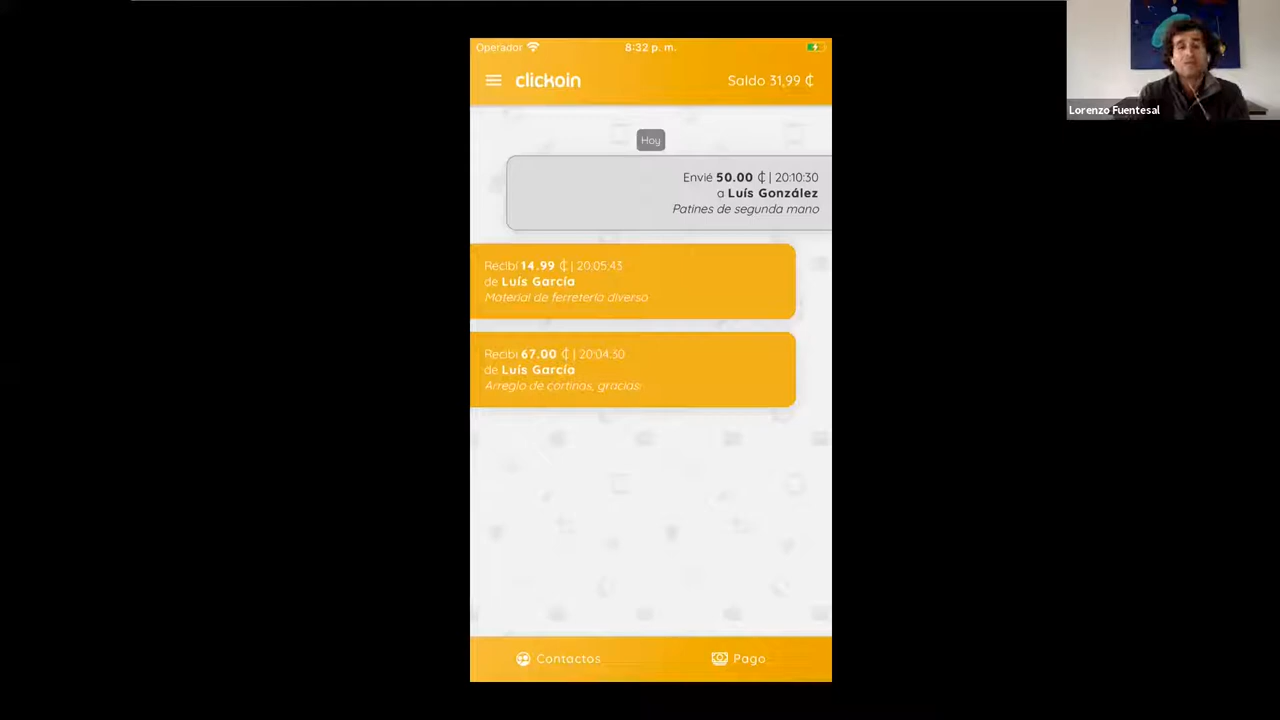 Operador 8:32 p. m.
clickoin Saldo 31,99 ₵
Lorenzo Fuentesal
Hoy
Envié 50.00 ₵ | 20:10:30
a Luís González
Patines de segunda mano
Recibí 14.99 ₵ | 20:05:43
de Luís García
Material de ferretería diverso
Recibí 67.00 ₵ | 20:04:30
de Luís García
Arreglo de cortinas, gracias.
Contactos Pago